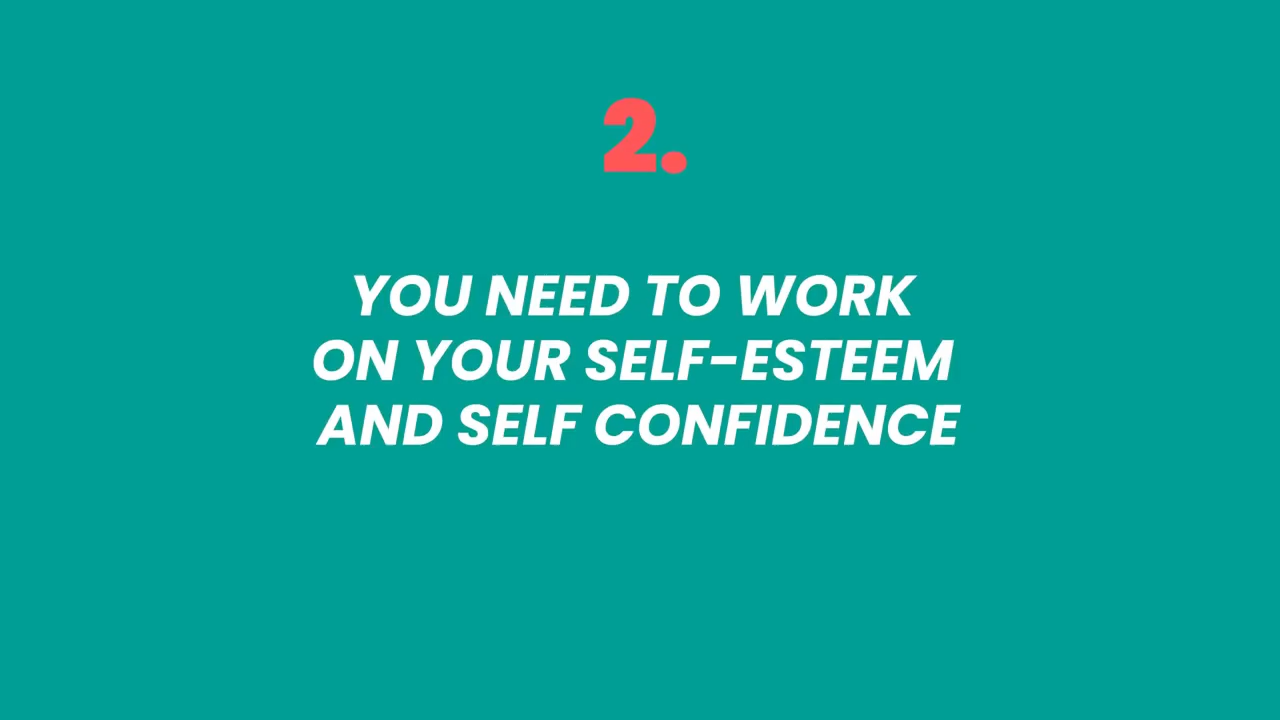 2.
YOU NEED TO WORK
ON YOUR SELF-ESTEEM
AND SELF CONFIDENCE